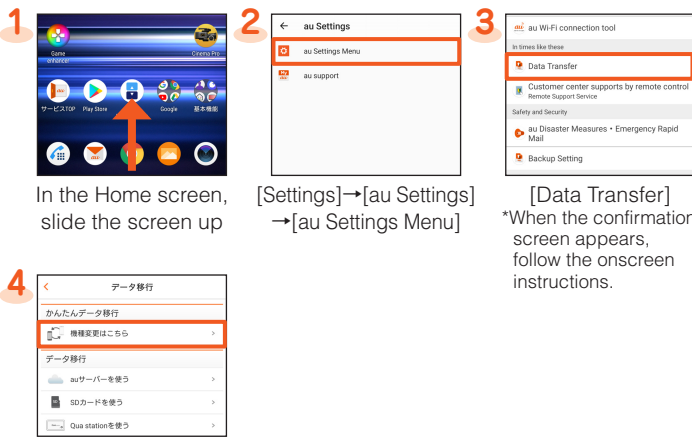 1
Game
enhancer
Cinema Pro
au
サービスTOP
Play Store
Google
基本機能
au
In the Home screen,
slide the screen up
2
← au Settings
au Settings Menu
My
au
au support
[Settings]→[au Settings]
→[au Settings Menu]
3
au
au Wi-Fi connection tool
In times like these
Data Transfer
Customer center supports by remote control
Remote Support Service
Safety and Security
au Disaster Measures・Emergency Rapid
Mail
Backup Setting
[Data Transfer]
*When the confirmation
screen appears,
follow the onscreen
instructions.
4
< データ移行
かんたんデータ移行
機種変更はこちら >
データ移行
auサーバーを使う >
SDカードを使う >
Qua stationを使う >